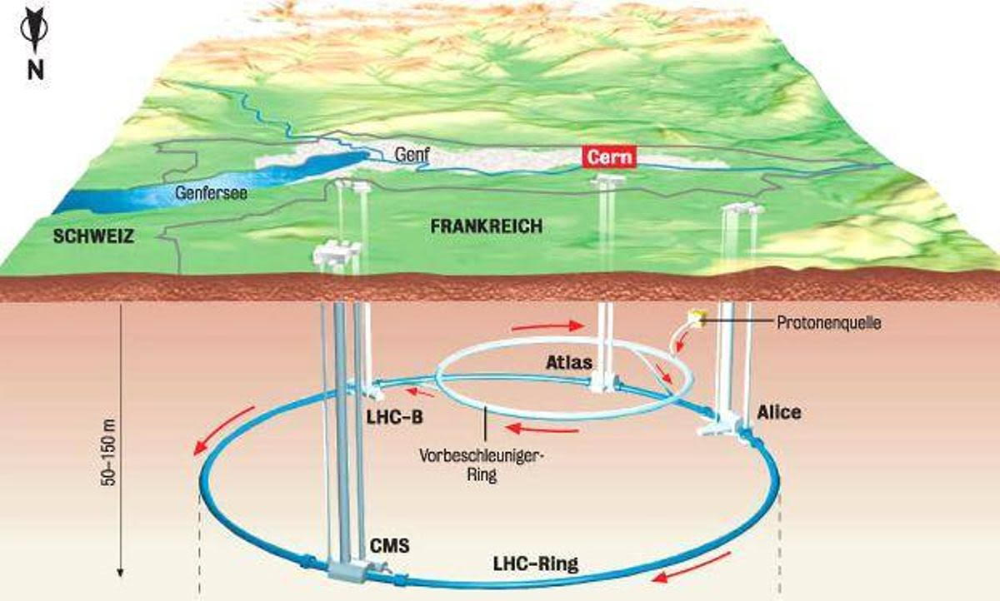 N
Genf
Cern
Genfersee
SCHWEIZ
FRANKREICH
Protonenquelle
Atlas
LHC-B
Alice
Vorbeschleuniger-
Ring
50–150 m
CMS
LHC-Ring